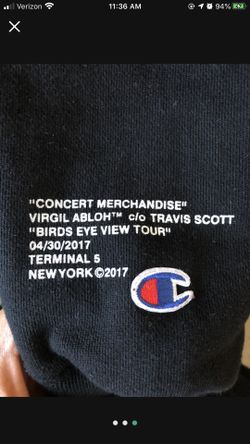 Verizon
11:36 AM
94%
"CONCERT MERCHANDISE"
VIRGIL ABLOH™ c/o TRAVIS SCOTT
"BIRDS EYE VIEW TOUR"
04/30/2017
TERMINAL 5
NEW YORK ©2017